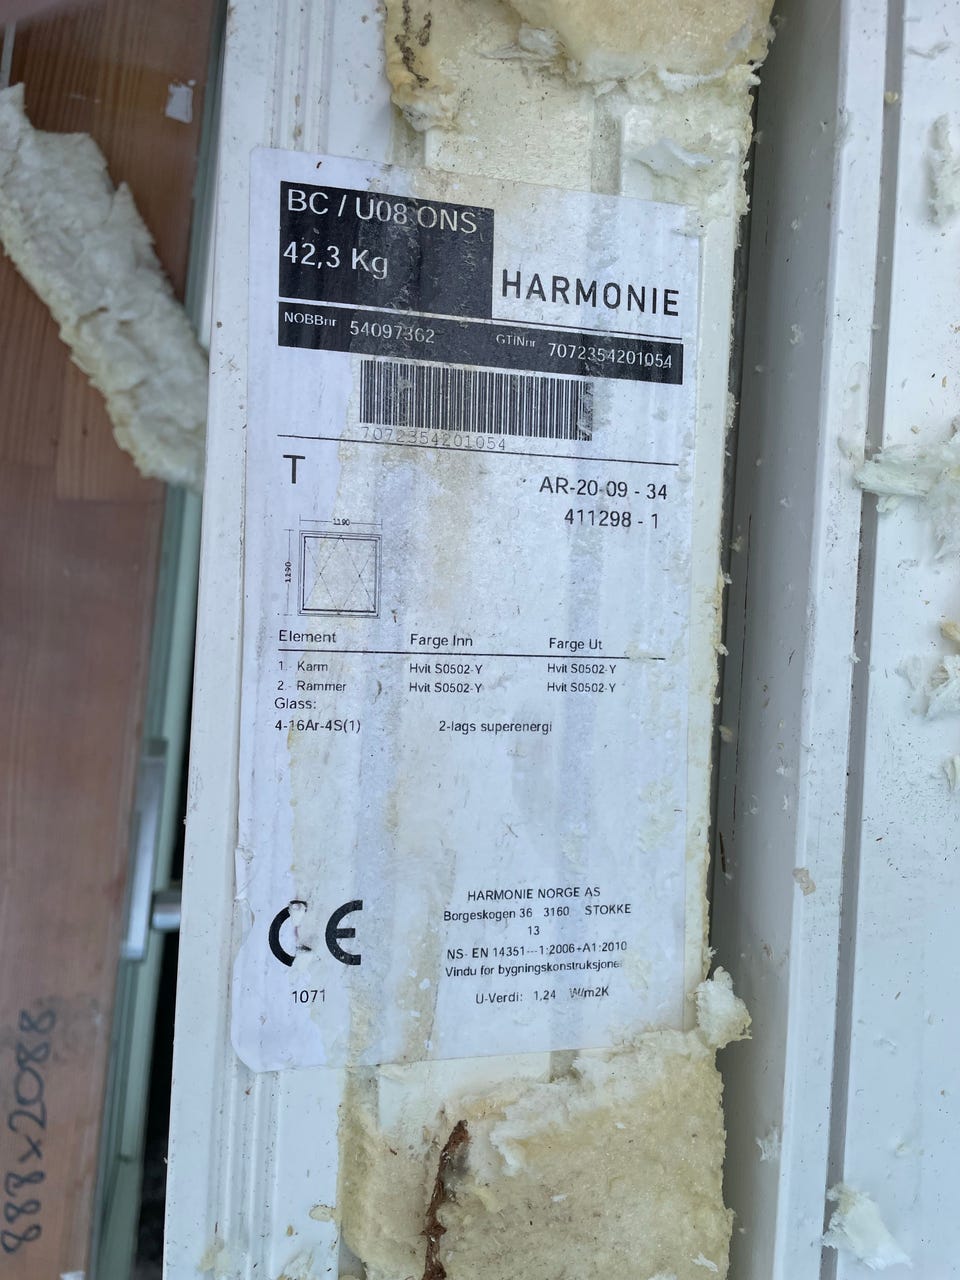 BC / U08 ONS
42,3 Kg
HARMONIE
NOBBnr 54097362 GTINnr 7072354201054
7072354201054
T
AR-20-09 - 34
411298 - 1
1190
1190
Element Farge Inn Farge Ut
1 - Karm Hvit S0502-Y Hvit S0502-Y
2 - Rammer Hvit S0502-Y Hvit S0502-Y
Glass:
4-16Ar-4S(1) 2-lags superenergi
CE
1071
HARMONIE NORGE AS
Borgeskogen 36 3160 STOKKE
13
NS- EN 14351---1:2006+A1:2010
Vindu for bygningskonstruksjoner
U-Verdi: 1,24 W/m2K
888x2088